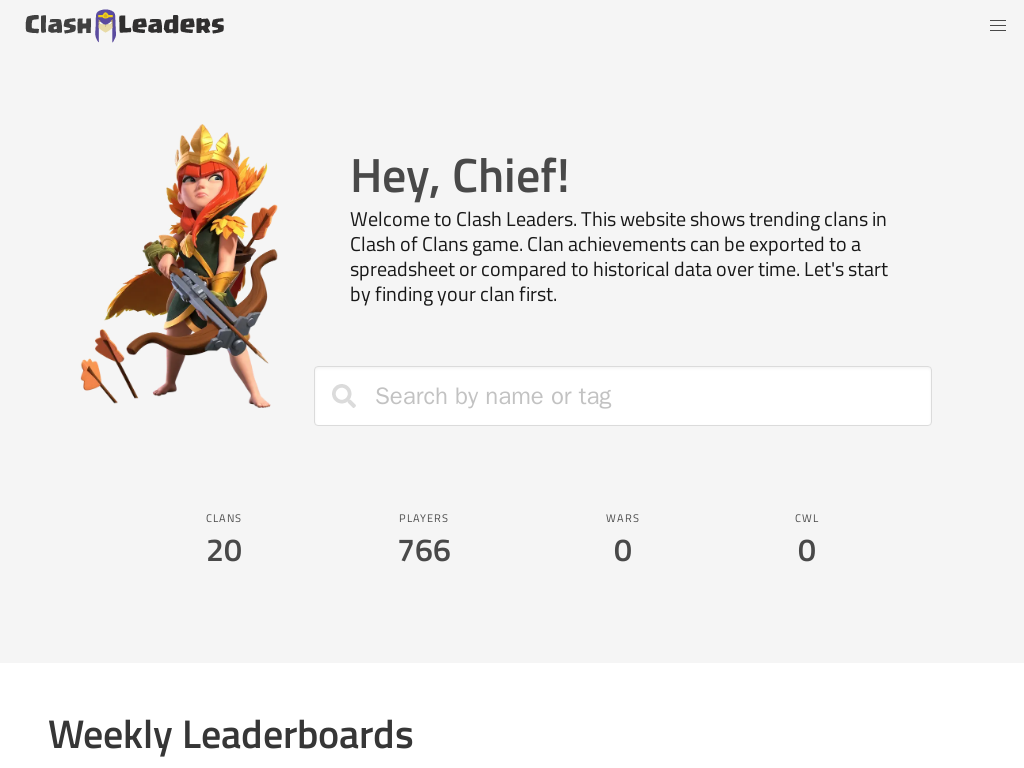 Clash Leaders
Hey, Chief!
Welcome to Clash Leaders. This website shows trending clans in
Clash of Clans game. Clan achievements can be exported to a
spreadsheet or compared to historical data over time. Let's start
by finding your clan first.
Search by name or tag
CLANS PLAYERS WARS CWL
20 766 0 0
Weekly Leaderboards